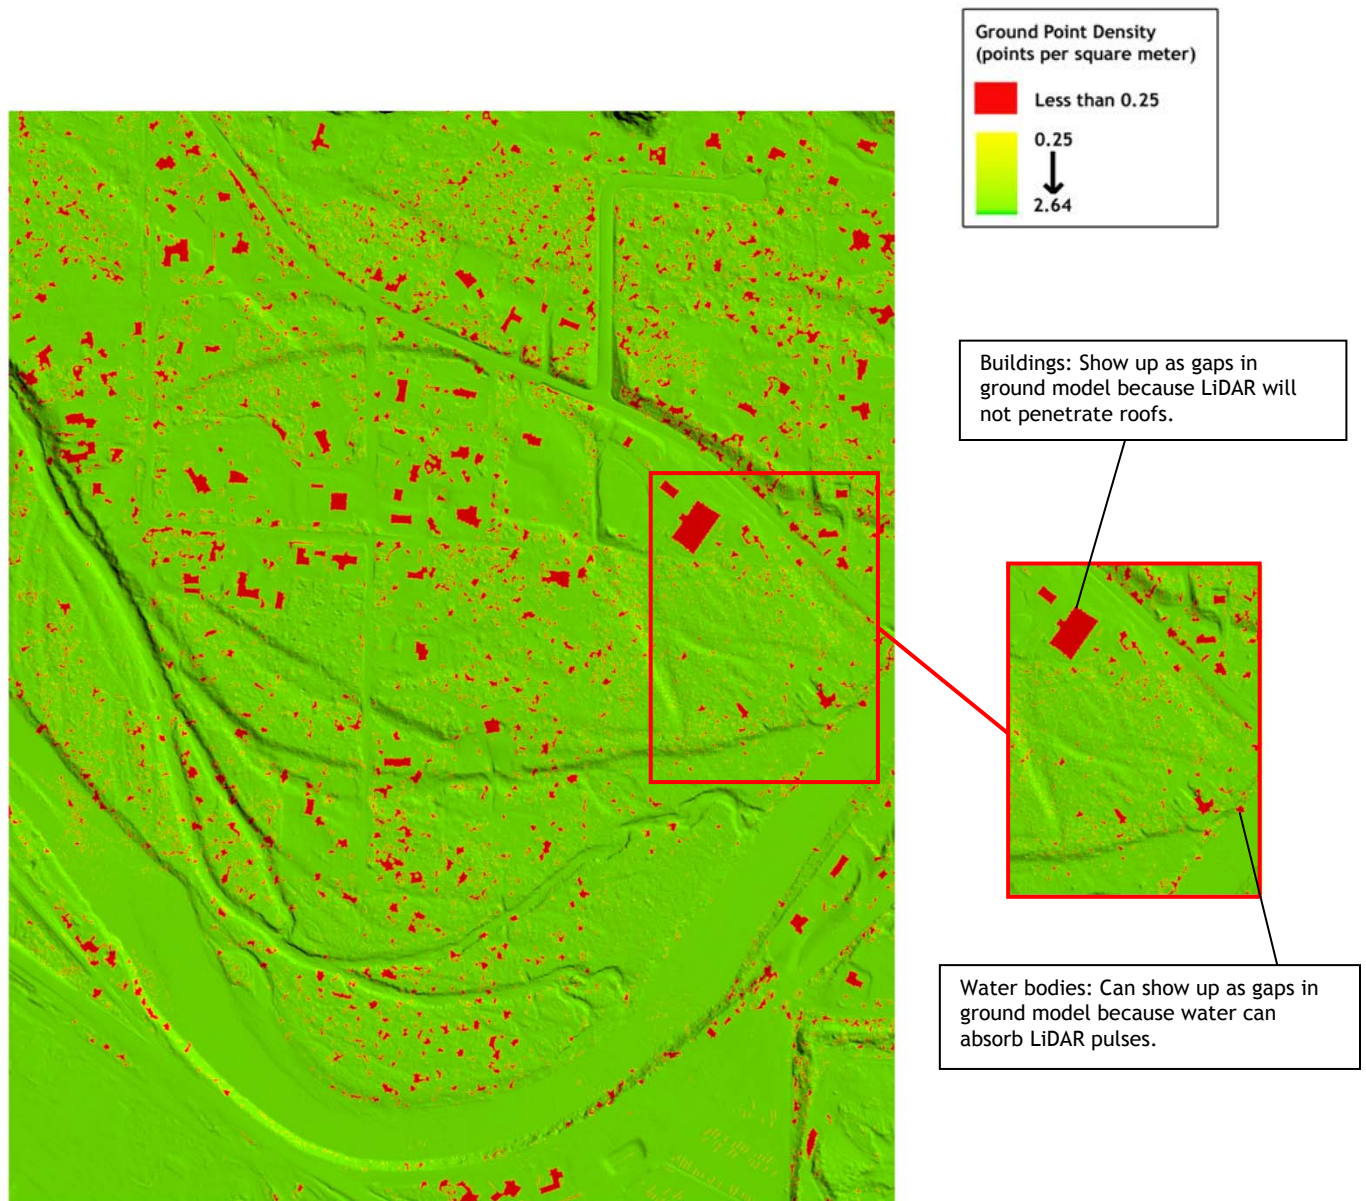 Ground Point Density
(points per square meter)
Less than 0.25
0.25
2.64
Buildings: Show up as gaps in
ground model because LiDAR will
not penetrate roofs.
Water bodies: Can show up as gaps in
ground model because water can
absorb LiDAR pulses.